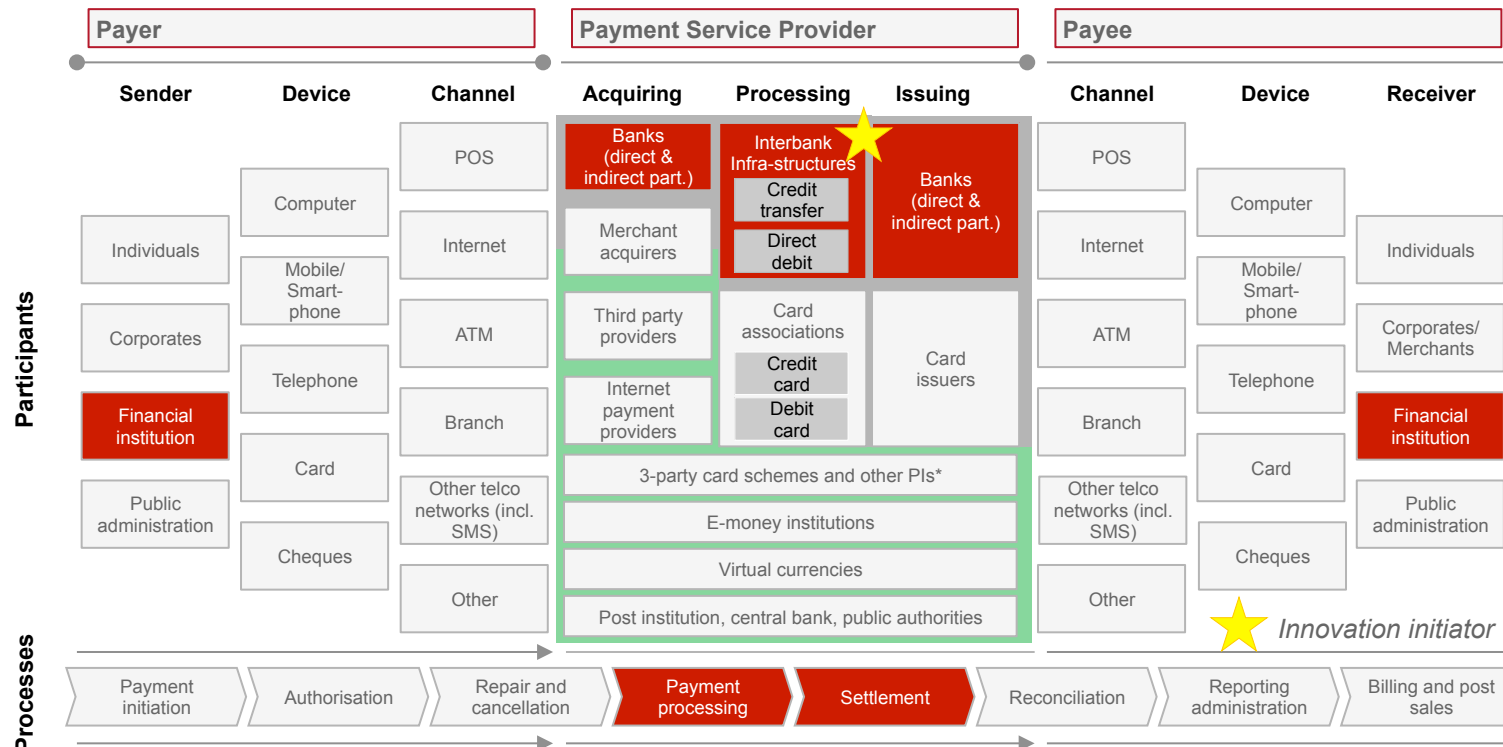 Payer
Payment Service Provider
Payee
Sender
Device
Channel
Acquiring
Processing
Issuing
Channel
Device
Receiver
Participants
Individuals
Corporates
Financial
institution
Public
administration
Computer
Mobile/
Smart-
phone
Telephone
Card
Cheques
POS
Internet
ATM
Branch
Other telco
networks (incl.
SMS)
Other
Banks
(direct &
indirect part.)
Merchant
acquirers
Third party
providers
Internet
payment
providers
Interbank
Infra-structures
Credit
transfer
Direct
debit
Card
associations
Credit
card
Debit
card
Banks
(direct &
indirect part.)
Card
issuers
3-party card schemes and other PIs*
E-money institutions
Virtual currencies
Post institution, central bank, public authorities
POS
Internet
ATM
Branch
Other telco
networks (incl.
SMS)
Other
Computer
Mobile/
Smart-
phone
Telephone
Card
Cheques
Individuals
Corporates/
Merchants
Financial
institution
Public
administration
Innovation initiator
Processes
Payment
initiation
Authorisation
Repair and
cancellation
Payment
processing
Settlement
Reconciliation
Reporting
administration
Billing and post
sales